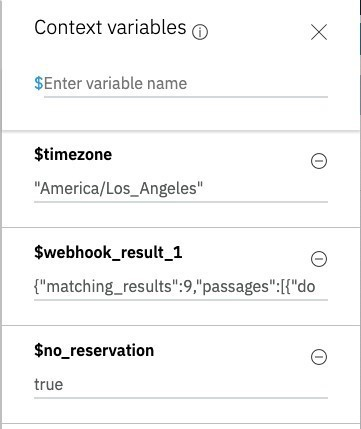 Context variables
$Enter variable name
$timezone
"America/Los_Angeles"
$webhook_result_1
{"matching_results":9,"passages":[{"do
$no_reservation
true